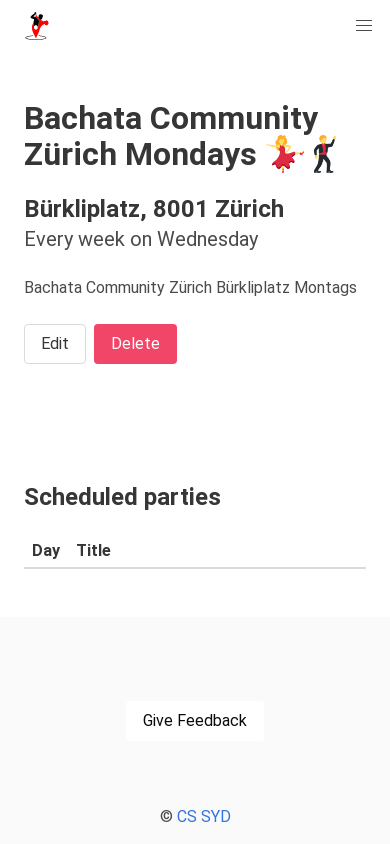 Bachata Community
Zürich Mondays 💃🕺
Bürkliplatz, 8001 Zürich
Every week on Wednesday
Bachata Community Zürich Bürkliplatz Montags
Edit Delete
Scheduled parties
Day Title
Give Feedback
© CS SYD